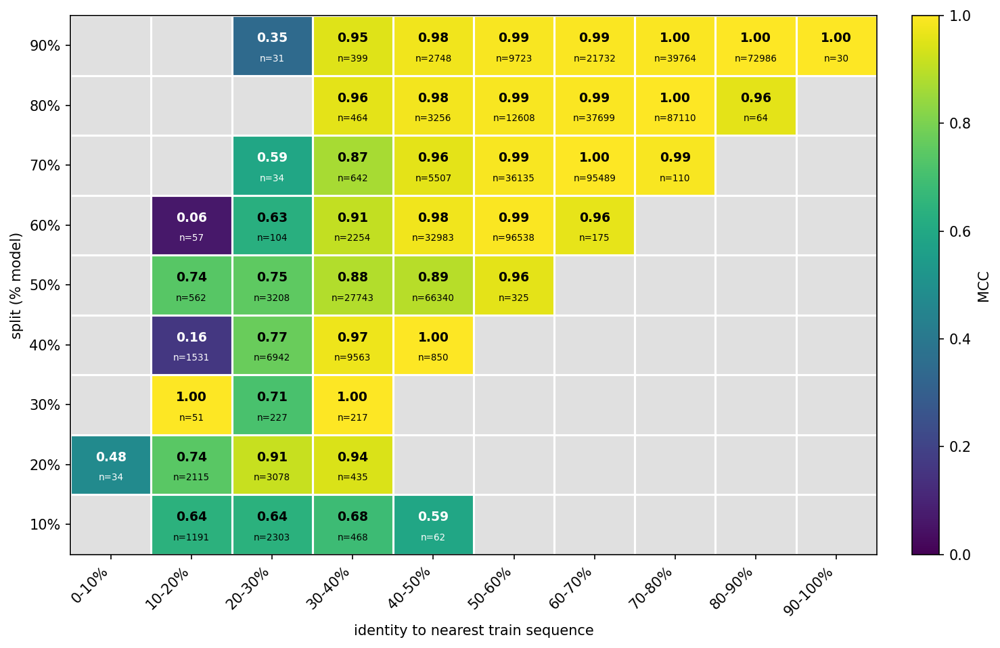 90%
0.35
n=31
0.95
n=399
0.98
n=2748
0.99
n=9723
0.99
n=21732
1.00
n=39764
1.00
n=72986
1.00
n=30
80%
0.96
n=464
0.98
n=3256
0.99
n=12608
0.99
n=37699
1.00
n=87110
0.96
n=64
70%
0.59
n=34
0.87
n=642
0.96
n=5507
0.99
n=36135
1.00
n=95489
0.99
n=110
60%
0.06
n=57
0.63
n=104
0.91
n=2254
0.98
n=32983
0.99
n=96538
0.96
n=175
50%
0.74
n=562
0.75
n=3208
0.88
n=27743
0.89
n=66340
0.96
n=325
40%
0.16
n=1531
0.77
n=6942
0.97
n=9563
1.00
n=850
30%
1.00
n=51
0.71
n=227
1.00
n=217
20%
0.48
n=34
0.74
n=2115
0.91
n=3078
0.94
n=435
10%
0.64
n=1191
0.64
n=2303
0.68
n=468
0.59
n=62
split (% model)
0-10%
10-20%
20-30%
30-40%
40-50%
50-60%
60-70%
70-80%
80-90%
90-100%
identity to nearest train sequence
1.0
0.8
0.6
0.4
0.2
0.0
MCC